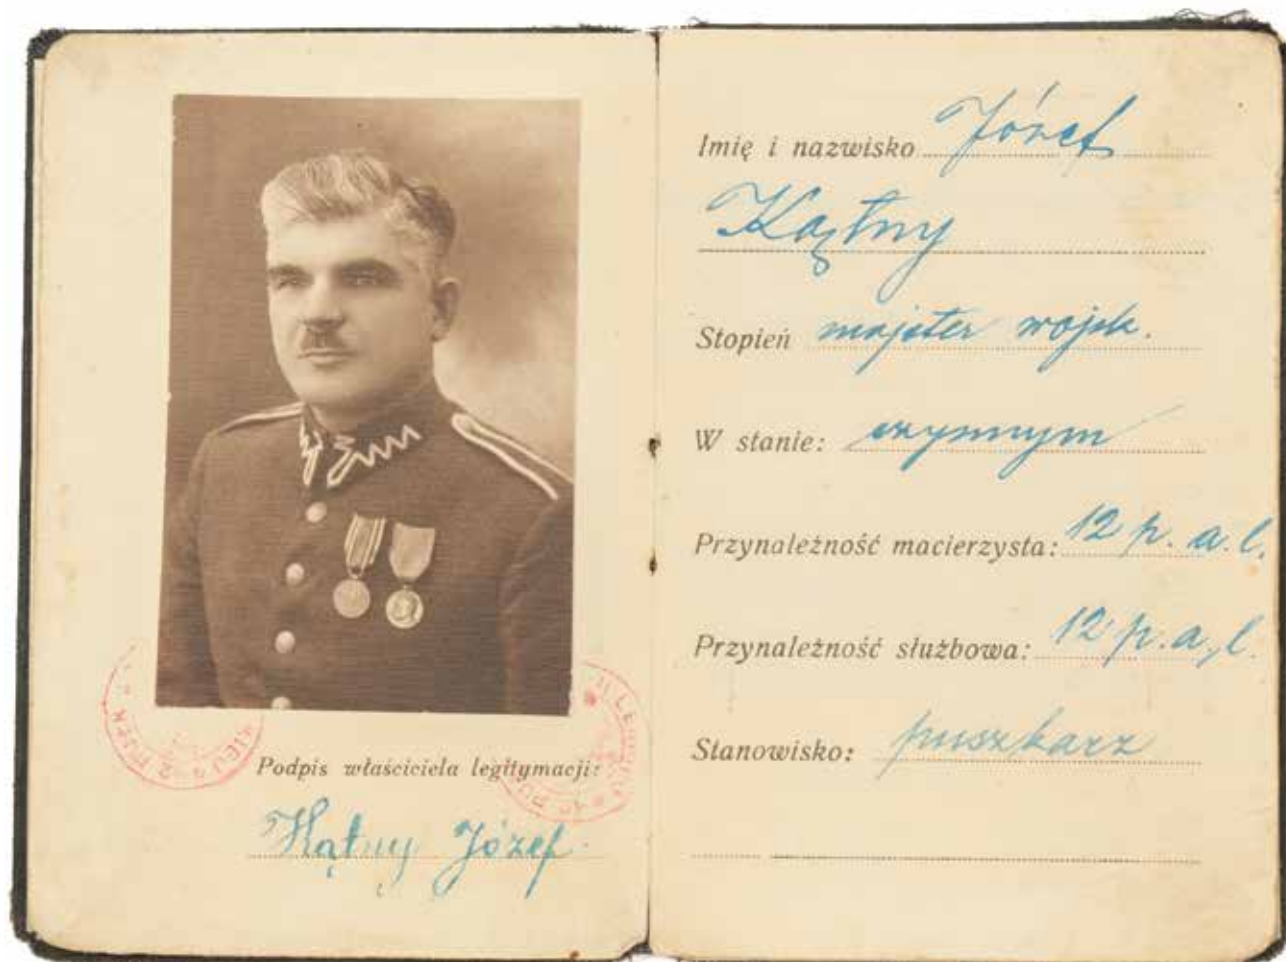 Podpis właściciela legitymacji:
Kątny Józef
Imię i nazwisko Józef
Kątny
Stopień majster wojsk.
W stanie: czynnym
Przynależność macierzysta: 12 p. a. l.
Przynależność służbowa: 12 p. a. l.
Stanowisko: puszkarz